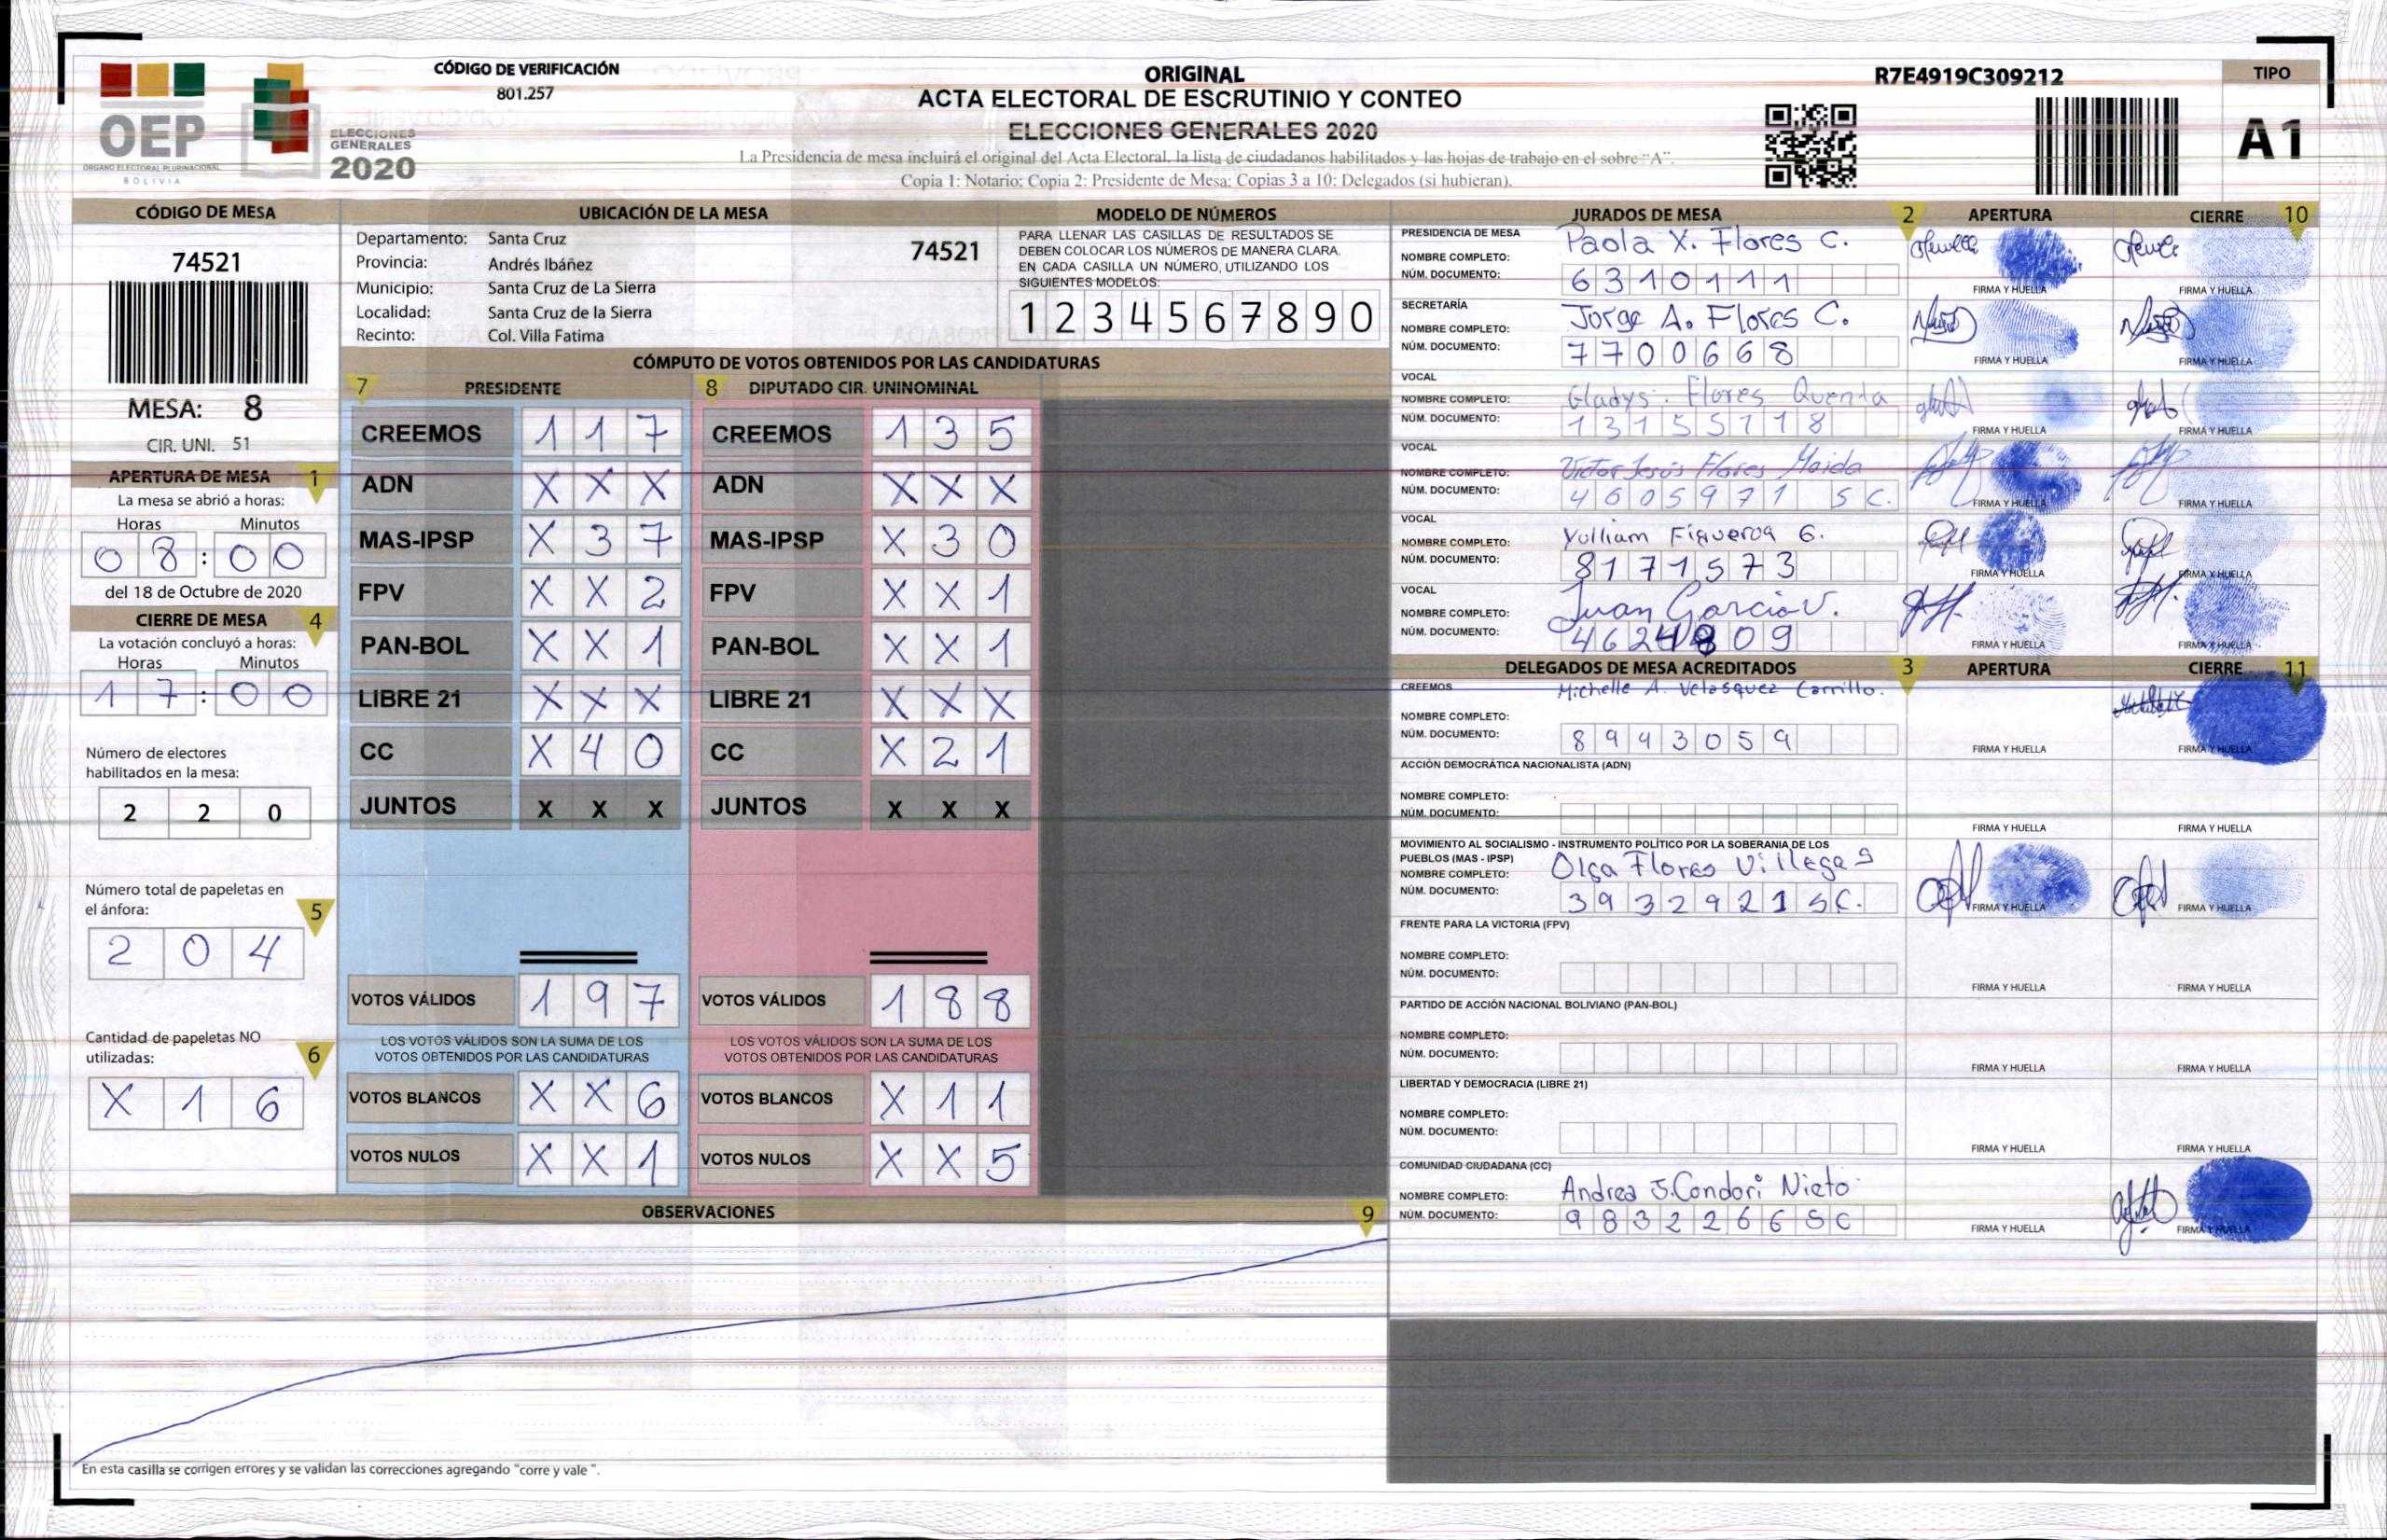 CÓDIGO DE VERIFICACIÓN
801.257
OEP
ÓRGANO ELECTORAL PLURINACIONAL
BOLIVIA
ELECCIONES
GENERALES
2020
ORIGINAL
ACTA ELECTORAL DE ESCRUTINIO Y CONTEO
ELECCIONES GENERALES 2020
La Presidencia de mesa incluirá el original del Acta Electoral, la lista de ciudadanos habilitados y las hojas de trabajo en el sobre "A".
Copia 1: Notario; Copia 2: Presidente de Mesa; Copias 3 a 10: Delegados (si hubieran).
R7E4919C309212
TIPO
A1
CÓDIGO DE MESA
74521
MESA: 8
CIR. UNI. 51
APERTURA DE MESA 1
La mesa se abrió a horas:
Horas Minutos
08:00
del 18 de Octubre de 2020
CIERRE DE MESA 4
La votación concluyó a horas:
Horas Minutos
17:00
Número de electores
habilitados en la mesa:
2 2 0
Número total de papeletas en
el ánfora: 5
2 0 4
Cantidad de papeletas NO
utilizadas: 6
X 1 6
UBICACIÓN DE LA MESA
Departamento: Santa Cruz 74521
Provincia: Andrés Ibáñez
Municipio: Santa Cruz de La Sierra
Localidad: Santa Cruz de la Sierra
Recinto: Col. Villa Fatima
MODELO DE NÚMEROS
PARA LLENAR LAS CASILLAS DE RESULTADOS SE
DEBEN COLOCAR LOS NÚMEROS DE MANERA CLARA.
EN CADA CASILLA UN NÚMERO, UTILIZANDO LOS
SIGUIENTES MODELOS:
1 2 3 4 5 6 7 8 9 0
CÓMPUTO DE VOTOS OBTENIDOS POR LAS CANDIDATURAS
7 PRESIDENTE 8 DIPUTADO CIR. UNINOMINAL
CREEMOS 1 1 7 CREEMOS 1 3 5
ADN X X X ADN X X X
MAS-IPSP X 3 7 MAS-IPSP X 3 0
FPV X X 2 FPV X X 1
PAN-BOL X X 1 PAN-BOL X X 1
LIBRE 21 X X X LIBRE 21 X X X
CC X 4 0 CC X 2 1
JUNTOS X X X JUNTOS X X X
VOTOS VÁLIDOS 1 9 7 VOTOS VÁLIDOS 1 8 8
LOS VOTOS VÁLIDOS SON LA SUMA DE LOS LOS VOTOS VÁLIDOS SON LA SUMA DE LOS
VOTOS OBTENIDOS POR LAS CANDIDATURAS VOTOS OBTENIDOS POR LAS CANDIDATURAS
VOTOS BLANCOS X X 6 VOTOS BLANCOS X 1 1
VOTOS NULOS X X 1 VOTOS NULOS X X 5
OBSERVACIONES 9
En esta casilla se corrigen errores y se validan las correcciones agregando "corre y vale ".
JURADOS DE MESA 2 APERTURA CIERRE 10
PRESIDENCIA DE MESA
NOMBRE COMPLETO: Paola X. Flores C.
NÚM. DOCUMENTO: 6310111
FIRMA Y HUELLA FIRMA Y HUELLA
SECRETARÍA
NOMBRE COMPLETO: Jorge A. Flores C.
NÚM. DOCUMENTO: 7700668
FIRMA Y HUELLA FIRMA Y HUELLA
VOCAL
NOMBRE COMPLETO: Gladys. Flores Quenta
NÚM. DOCUMENTO: 13155718
FIRMA Y HUELLA FIRMA Y HUELLA
VOCAL
NOMBRE COMPLETO: Victor Jesús Flores Maida
NÚM. DOCUMENTO: 4605971 SC.
FIRMA Y HUELLA FIRMA Y HUELLA
VOCAL
NOMBRE COMPLETO: Yulliam Figueroa G.
NÚM. DOCUMENTO: 8171573
FIRMA Y HUELLA FIRMA Y HUELLA
VOCAL
NOMBRE COMPLETO: Juan Garcia V.
NÚM. DOCUMENTO:
FIRMA Y HUELLA FIRMA Y HUELLA
DELEGADOS DE MESA ACREDITADOS 3 APERTURA CIERRE 11
CREEMOS
Michelle A. Velasquez Carrillo.
NOMBRE COMPLETO:
NÚM. DOCUMENTO: 8943059
FIRMA Y HUELLA FIRMA Y HUELLA
ACCIÓN DEMOCRÁTICA NACIONALISTA (ADN)
NOMBRE COMPLETO:
NÚM. DOCUMENTO:
FIRMA Y HUELLA FIRMA Y HUELLA
MOVIMIENTO AL SOCIALISMO - INSTRUMENTO POLÍTICO POR LA SOBERANIA DE LOS
PUEBLOS (MAS - IPSP)
NOMBRE COMPLETO: Olga Flores Villegas
NÚM. DOCUMENTO: 3932921SC.
FIRMA Y HUELLA FIRMA Y HUELLA
FRENTE PARA LA VICTORIA (FPV)
NOMBRE COMPLETO:
NÚM. DOCUMENTO:
FIRMA Y HUELLA FIRMA Y HUELLA
PARTIDO DE ACCIÓN NACIONAL BOLIVIANO (PAN-BOL)
NOMBRE COMPLETO:
NÚM. DOCUMENTO:
FIRMA Y HUELLA FIRMA Y HUELLA
LIBERTAD Y DEMOCRACIA (LIBRE 21)
NOMBRE COMPLETO:
NÚM. DOCUMENTO:
FIRMA Y HUELLA FIRMA Y HUELLA
COMUNIDAD CIUDADANA (CC)
NOMBRE COMPLETO: Andrea J. Condori Nieto
NÚM. DOCUMENTO: 9832266SC
FIRMA Y HUELLA FIRMA Y HUELLA